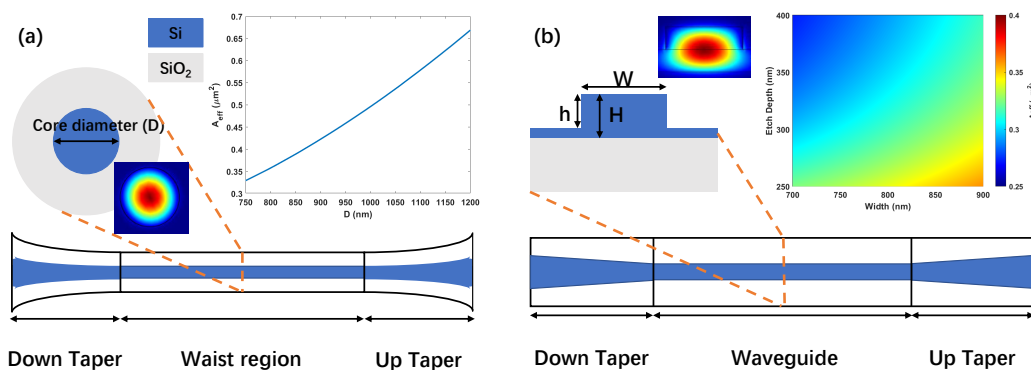 (a)
Si
SiO2
Core diameter (D)
0.7
0.65
0.6
0.55
0.5
0.45
0.4
0.35
0.3
Aeff (μm2)
750 800 850 900 950 1000 1050 1100 1150 1200
D (nm)
Down Taper Waist region Up Taper
(b)
W
h H
400
350
300
250
Etch Depth (nm)
700 750 800 850 900
Width (nm)
0.4
0.35
0.3
0.25
Down Taper Waveguide Up Taper